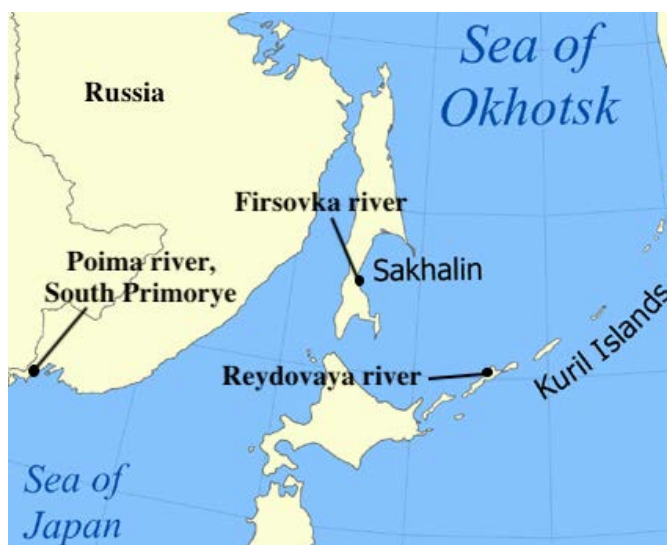 Sea of
Okhotsk
Russia
Firsovka river
Poima river,
South Primorye
Sakhalin
Reydovaya river
Kuril Islands
Sea of
Japan